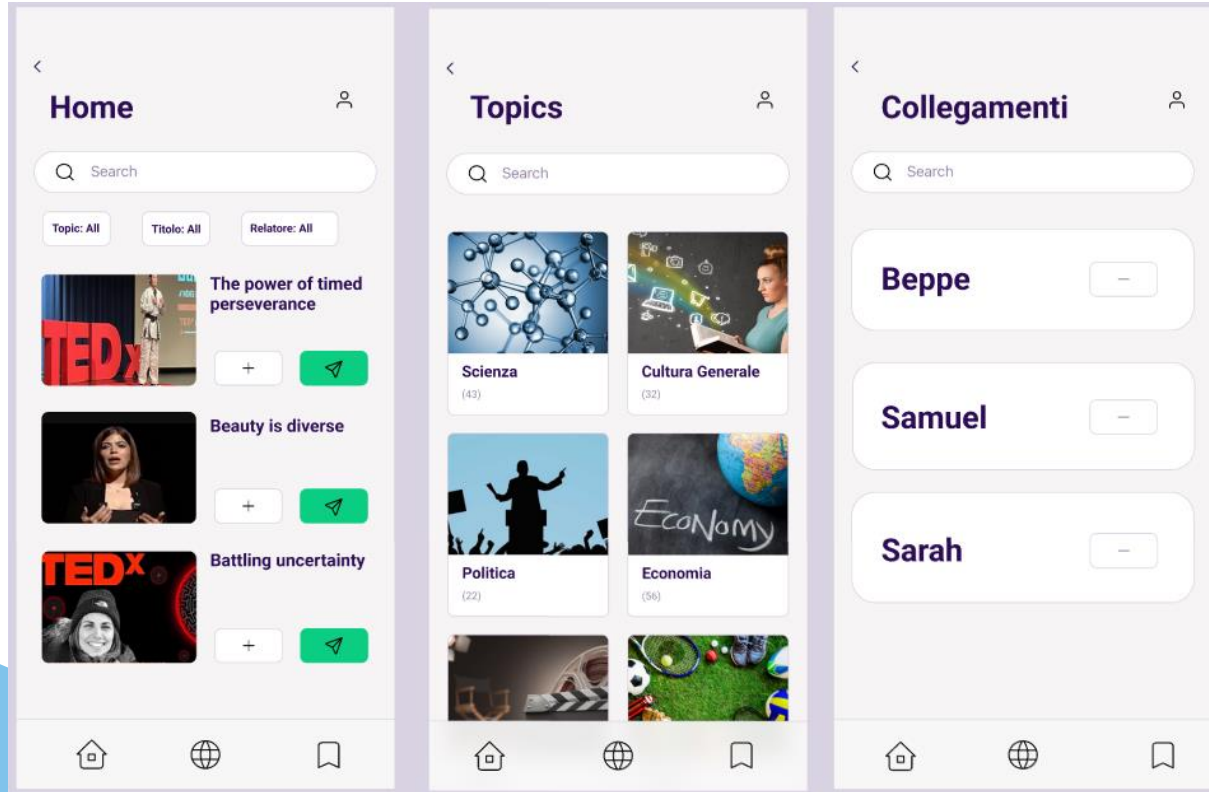 Home
Search
Topic: All
Titolo: All
Relatore: All
TEDx
The power of timed
perseverance
+
Beauty is diverse
+
TEDx
Battling uncertainty
+
Topics
Search
Scienza
(43)
Cultura Generale
(32)
Politica
(22)
ECONOMY
Economia
(56)
Collegamenti
Search
Beppe
−
Samuel
−
Sarah
−